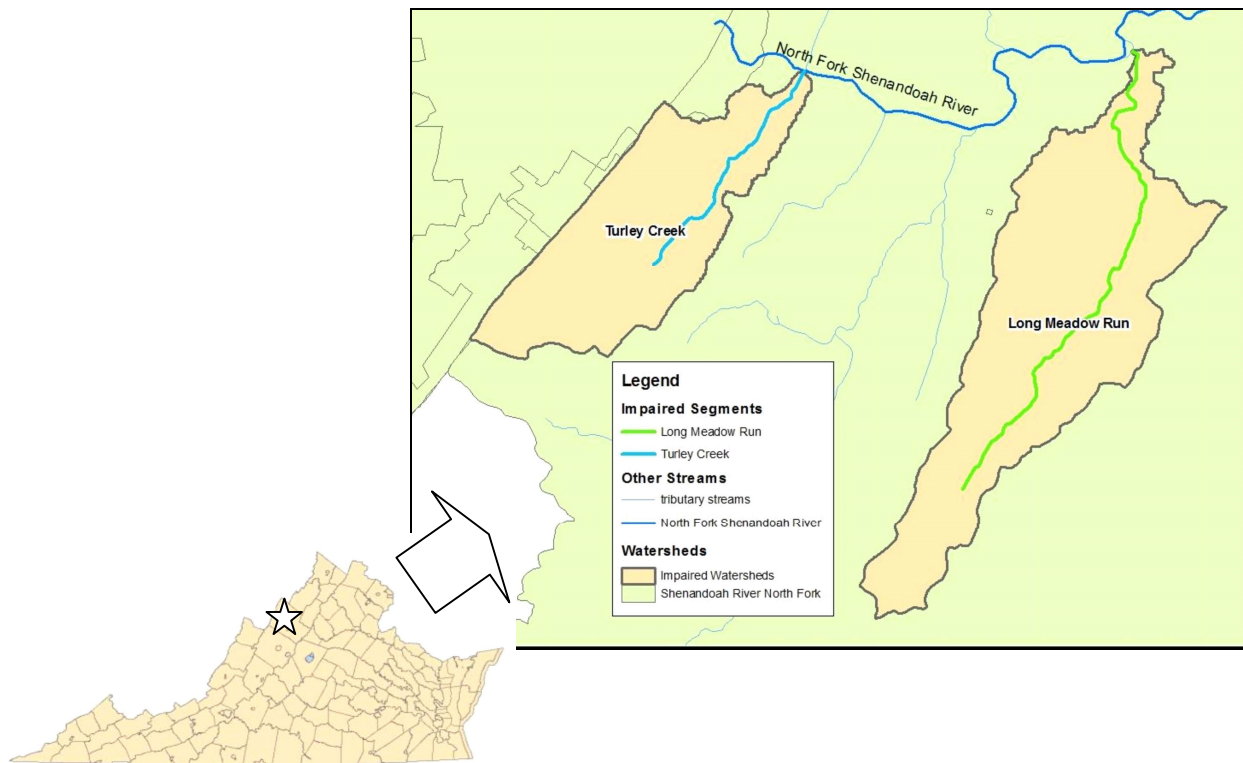 North Fork Shenandoah River
Turley Creek
Long Meadow Run
Legend
Impaired Segments
Long Meadow Run
Turley Creek
Other Streams
tributary streams
North Fork Shenandoah River
Watersheds
Impaired Watersheds
Shenandoah River North Fork